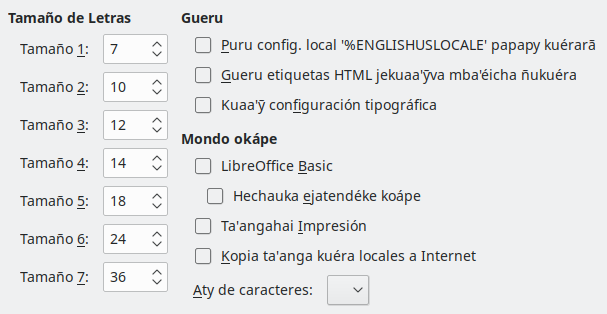 Tamaño de Letras
Tamaño 1: 7
Tamaño 2: 10
Tamaño 3: 12
Tamaño 4: 14
Tamaño 5: 18
Tamaño 6: 24
Tamaño 7: 36
Gueru
Puru config. local '%ENGLISHUSLOCALE' papapy kuérarã
Gueru etiquetas HTML jekuaa'ỹva mba'éicha ñukuéra
Kuaa'ỹ configuración tipográfica
Mondo okápe
LibreOffice Basic
Hechauka ejatendéke koápe
Ta'angahai Impresión
Kopia ta'anga kuéra locales a Internet
Aty de caracteres: